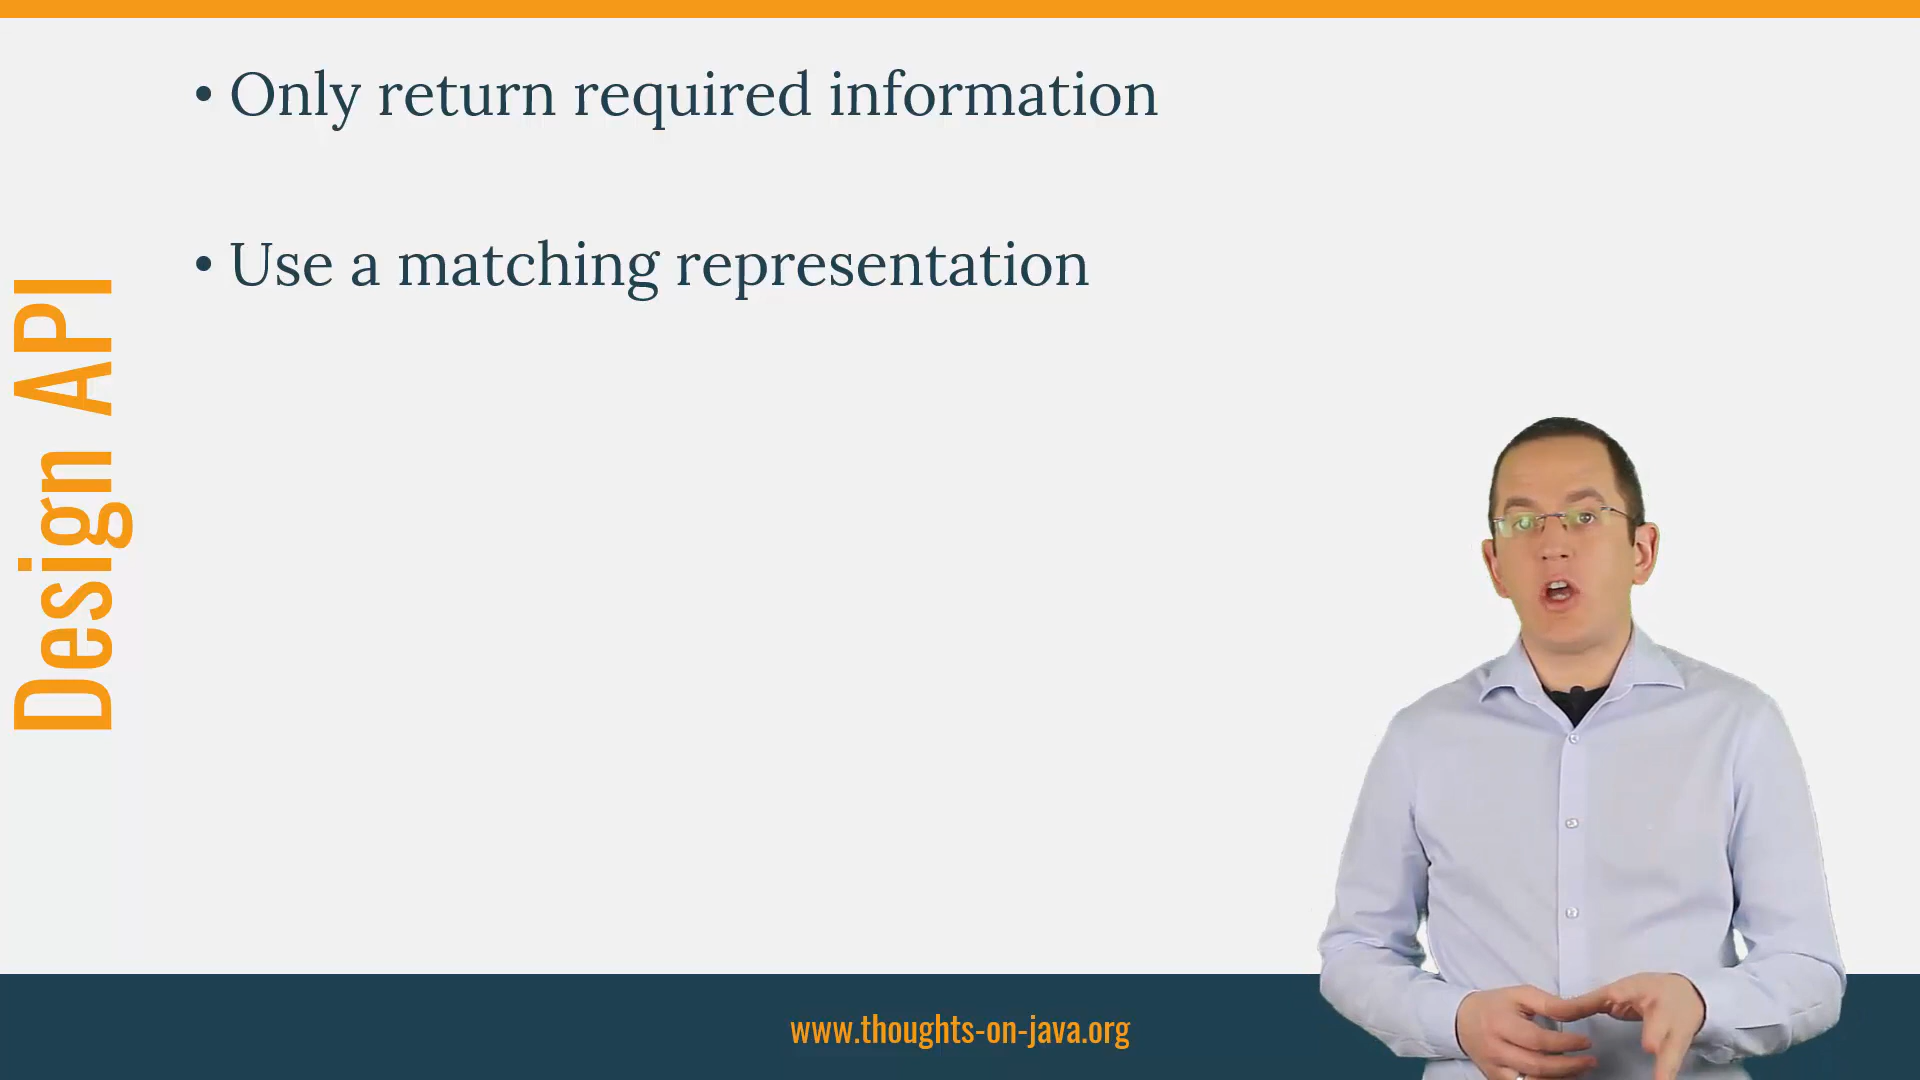 Design API
• Only return required information
• Use a matching representation
www.thoughts-on-java.org